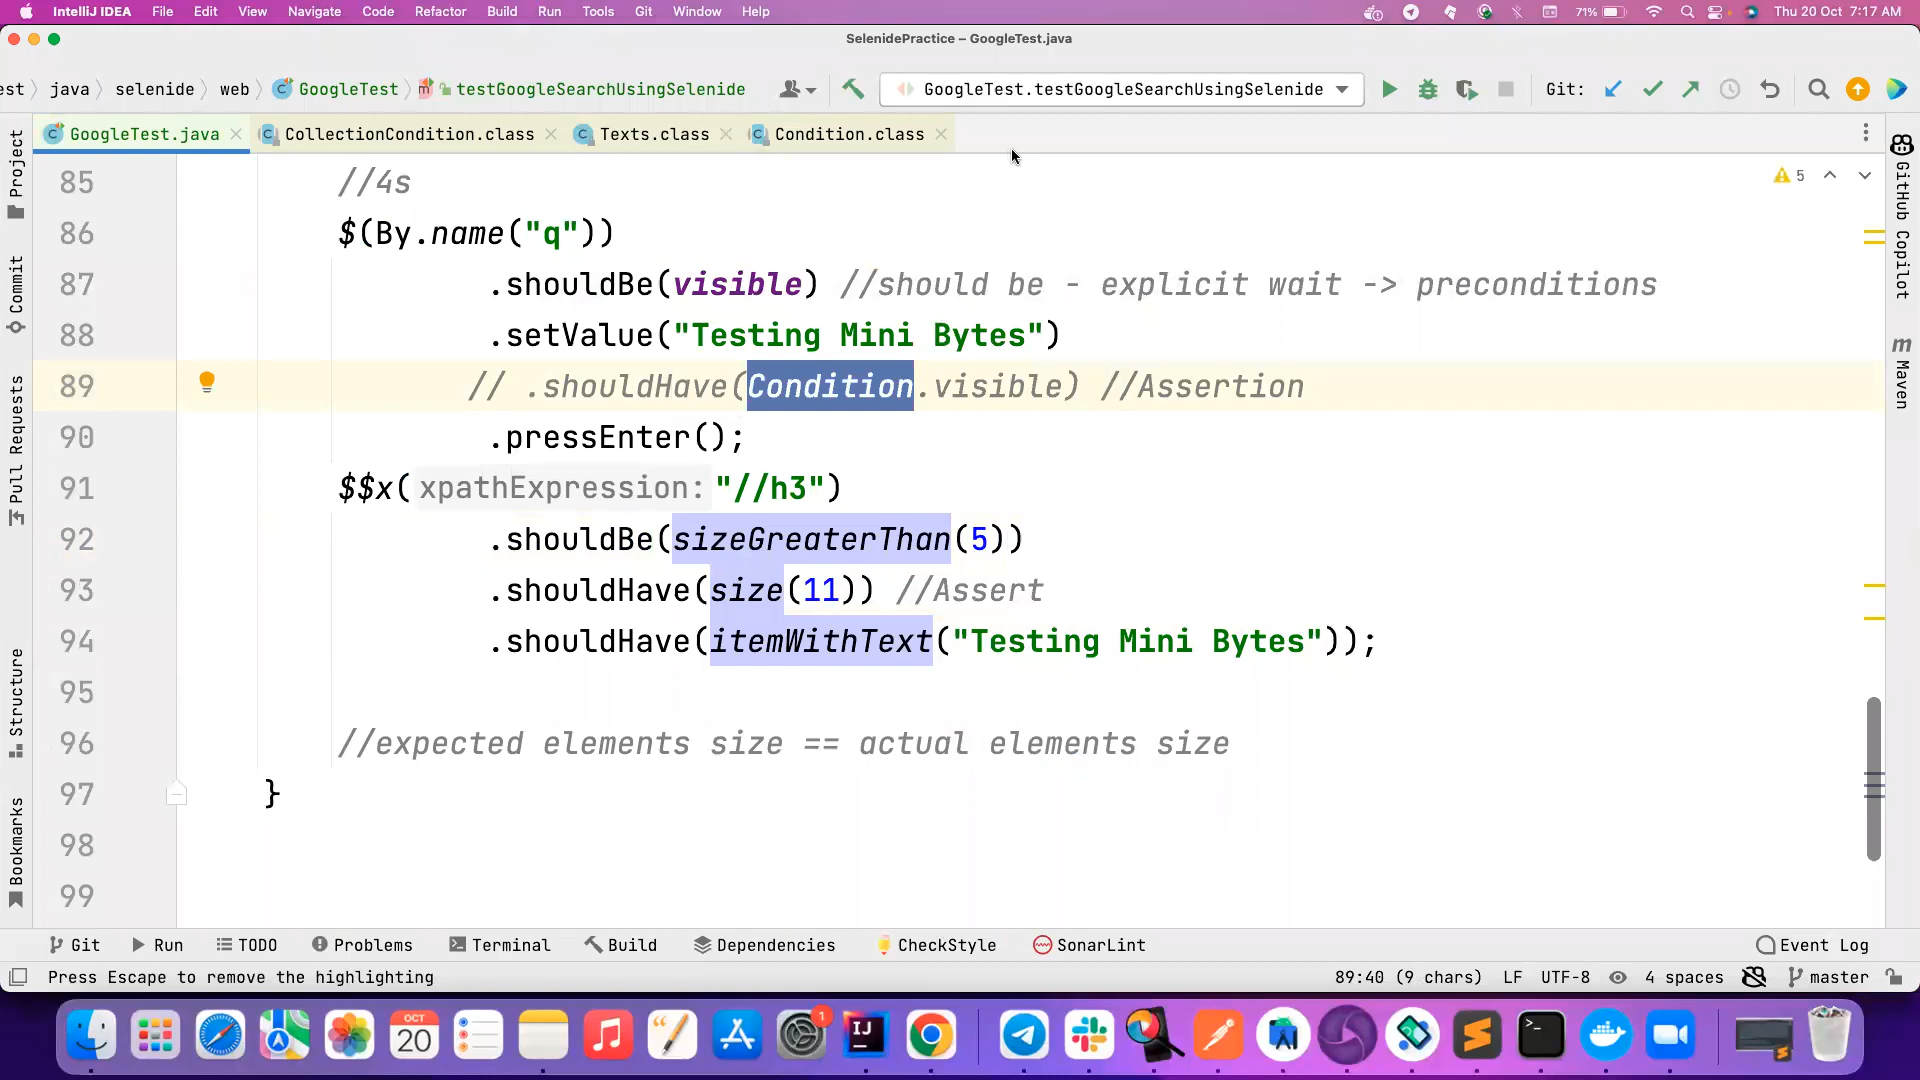 IntelliJ IDEA File Edit View Navigate Code Refactor Build Run Tools Git Window Help 71% Thu 20 Oct 7:17 AM
SelenidePractice – GoogleTest.java
est java selenide web GoogleTest testGoogleSearchUsingSelenide GoogleTest.testGoogleSearchUsingSelenide Git:
GoogleTest.java CollectionCondition.class Texts.class Condition.class
Project
Commit
Pull Requests
Structure
Bookmarks
5
85 //4s
86 $(By.name("q"))
87 .shouldBe(visible) //should be - explicit wait -> preconditions
88 .setValue("Testing Mini Bytes")
89 // .shouldHave(Condition.visible) //Assertion
90 .pressEnter();
91 $$x( xpathExpression: "//h3")
92 .shouldBe(sizeGreaterThan(5))
93 .shouldHave(size(11)) //Assert
94 .shouldHave(itemWithText("Testing Mini Bytes"));
95
96 //expected elements size == actual elements size
97 }
98
99
GitHub Copilot
m Maven
Git Run TODO Problems Terminal Build Dependencies CheckStyle SonarLint Event Log
Press Escape to remove the highlighting 89:40 (9 chars) LF UTF-8 4 spaces master
OCT
20
1
IJ